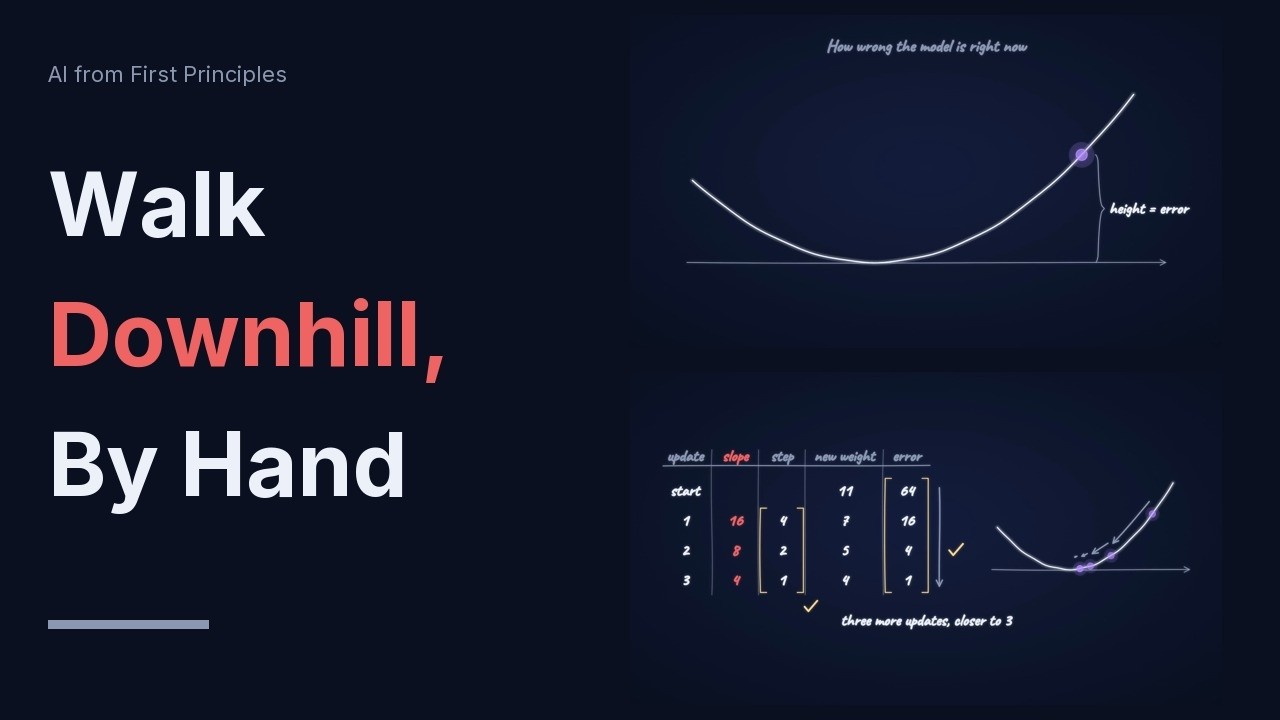 AI from First Principles
Walk
Downhill,
By Hand
How wrong the model is right now
height = error
update slope step new weight error
start 11 64
1 16 4 7 16
2 8 2 5 4
3 4 1 4 1
three more updates, closer to 3